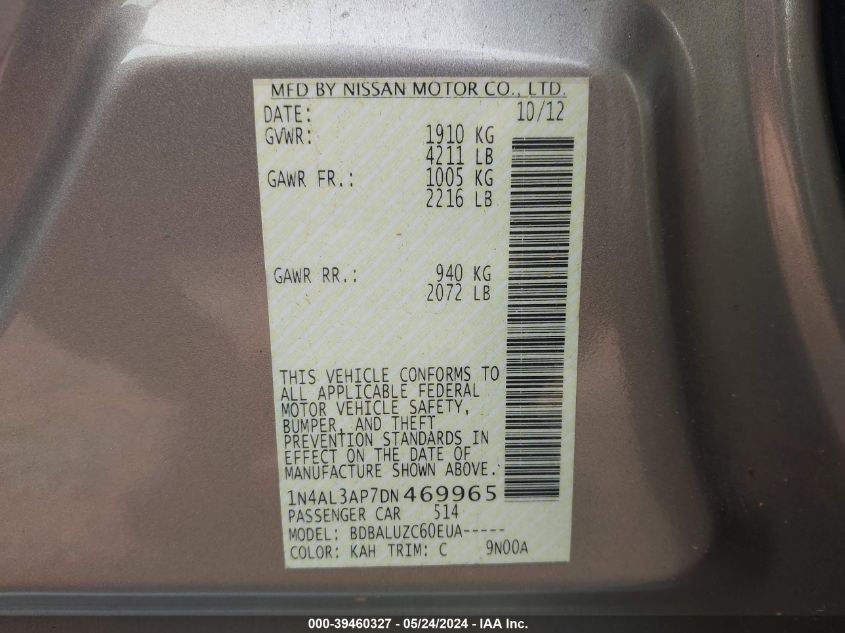 MFD BY NISSAN MOTOR CO., LTD.
DATE: 10/12
GVWR: 1910 KG
4211 LB
GAWR FR.: 1005 KG
2216 LB
GAWR RR.: 940 KG
2072 LB
THIS VEHICLE CONFORMS TO
ALL APPLICABLE FEDERAL
MOTOR VEHICLE SAFETY,
BUMPER, AND THEFT
PREVENTION STANDARDS IN
EFFECT ON THE DATE OF
MANUFACTURE SHOWN ABOVE.
1N4AL3AP7DN469965
PASSENGER CAR 514
MODEL: BDBALUZC60EUA-----
COLOR: KAH TRIM: C 9N00A
000-39460327 / 05/24/2024 - IAA Inc.